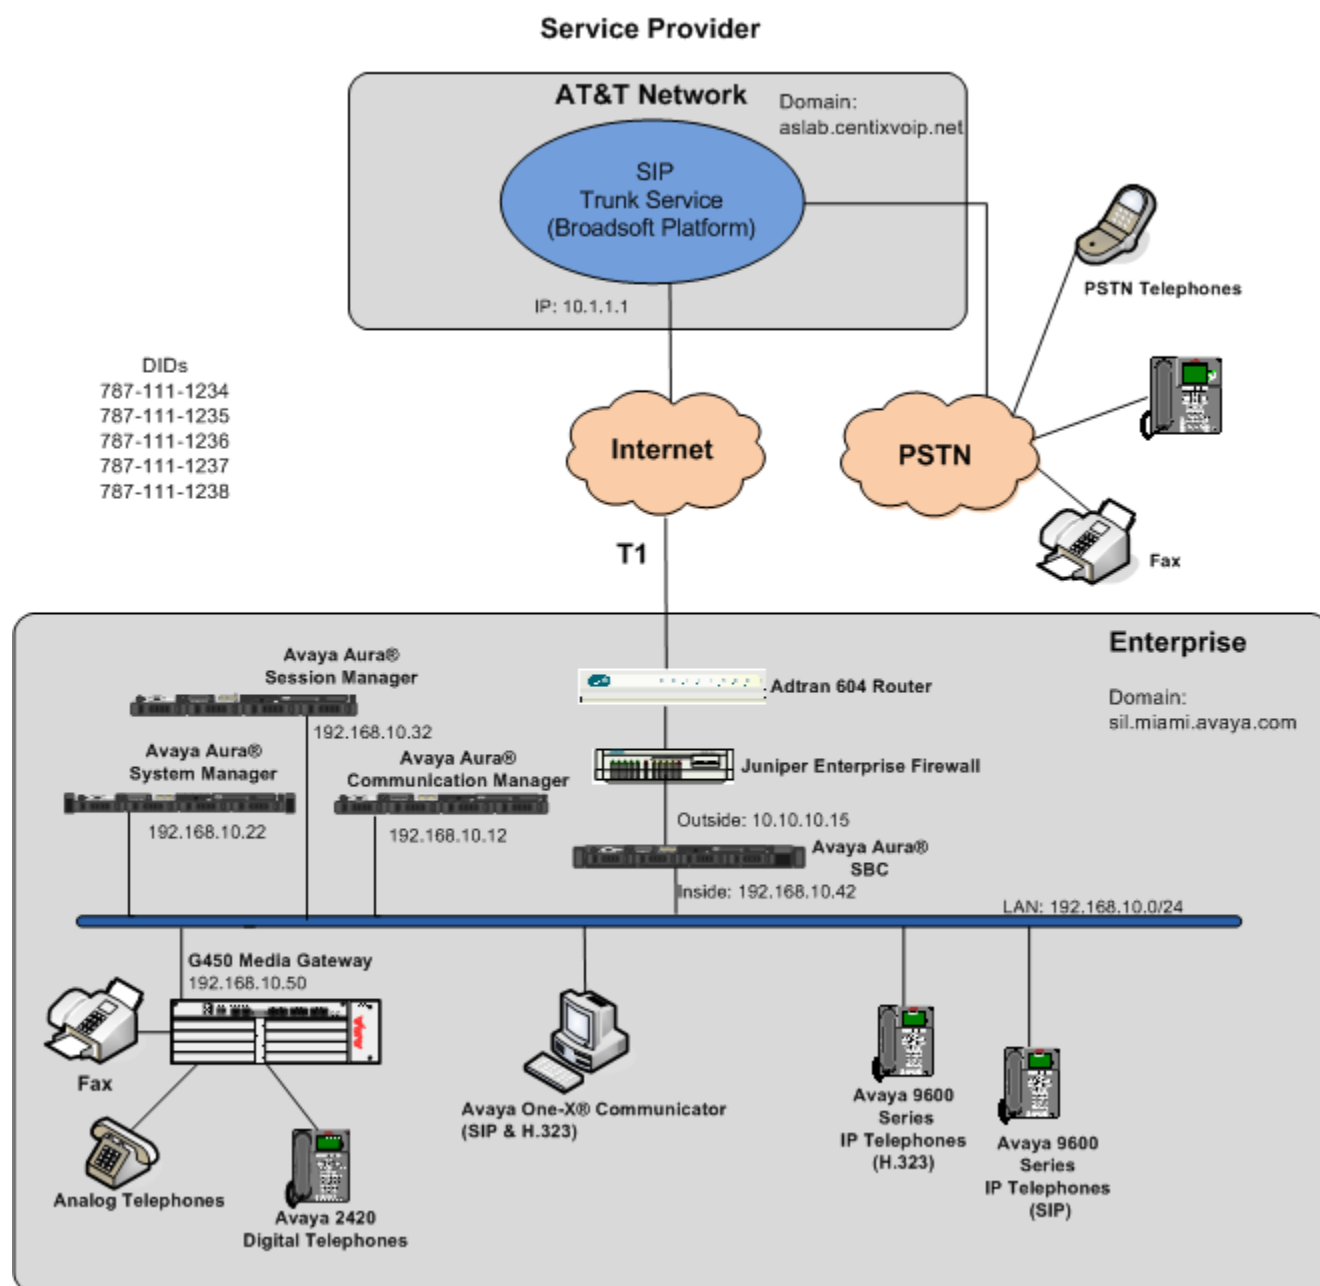 Service Provider
AT&T Network
Domain:
aslab.centixvoip.net
SIP
Trunk Service
(Broadsoft Platform)
IP: 10.1.1.1
PSTN Telephones
DIDs
787-111-1234
787-111-1235
787-111-1236
787-111-1237
787-111-1238
Internet
PSTN
T1
Fax
Enterprise
Domain:
sil.miami.avaya.com
Avaya Aura®
Session Manager
192.168.10.32
Adtran 604 Router
Avaya Aura®
System Manager
192.168.10.22
Avaya Aura®
Communication Manager
192.168.10.12
Juniper Enterprise Firewall
Outside: 10.10.10.15
Avaya Aura®
SBC
Inside: 192.168.10.42
LAN: 192.168.10.0/24
G450 Media Gateway
192.168.10.50
AVAYA
Fax
Analog Telephones
Avaya 2420
Digital Telephones
Avaya One-X® Communicator
(SIP & H.323)
Avaya 9600
Series
IP Telephones
(H.323)
Avaya 9600
Series
IP Telephones
(SIP)